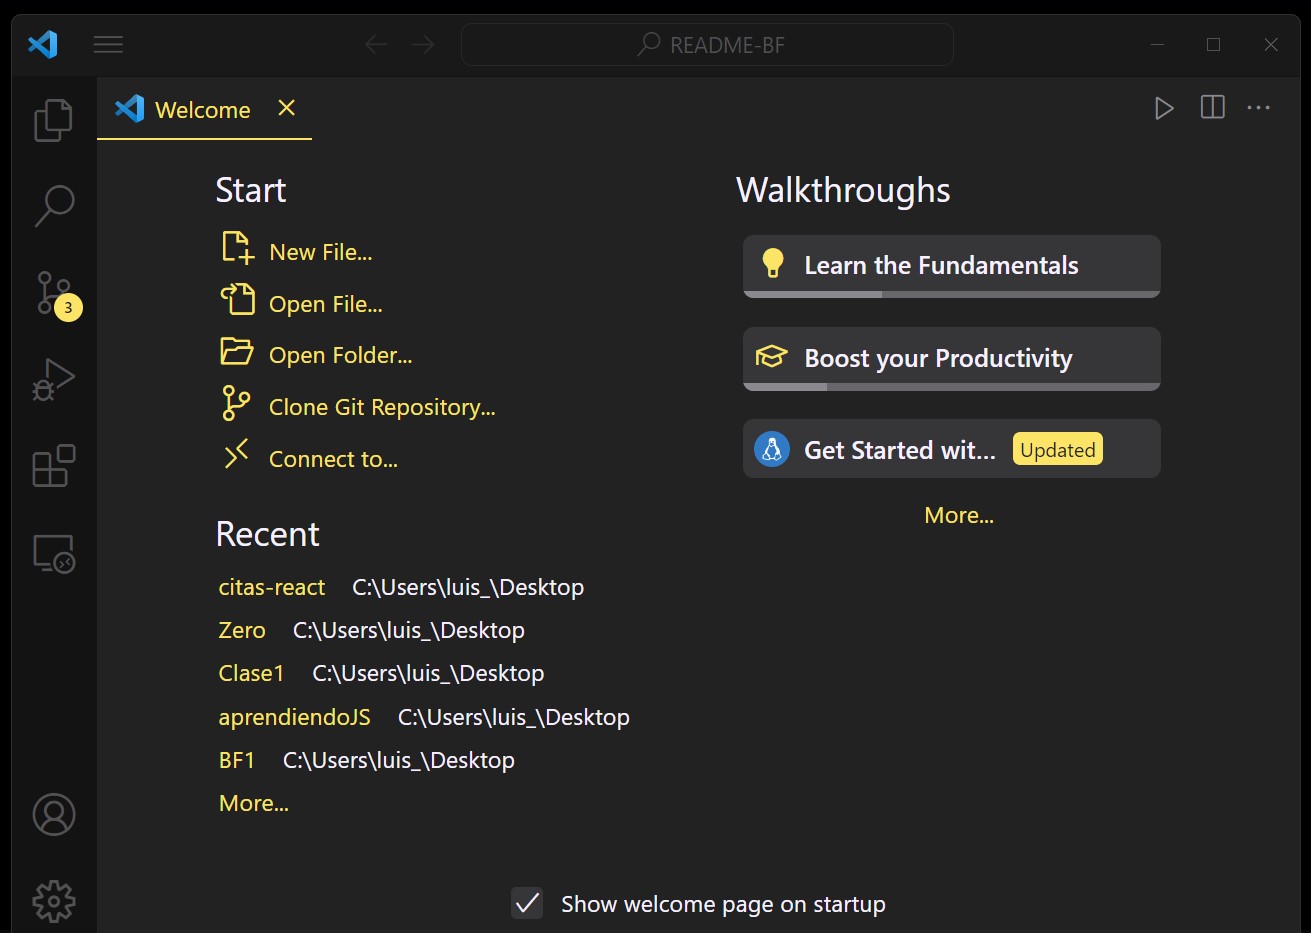 README-BF
Welcome
Start
New File...
Open File...
Open Folder...
Clone Git Repository...
Connect to...
Recent
citas-react C:\Users\luis_\Desktop
Zero C:\Users\luis_\Desktop
Clase1 C:\Users\luis_\Desktop
aprendiendoJS C:\Users\luis_\Desktop
BF1 C:\Users\luis_\Desktop
More...
Walkthroughs
Learn the Fundamentals
Boost your Productivity
Get Started wit... Updated
More...
3
Show welcome page on startup